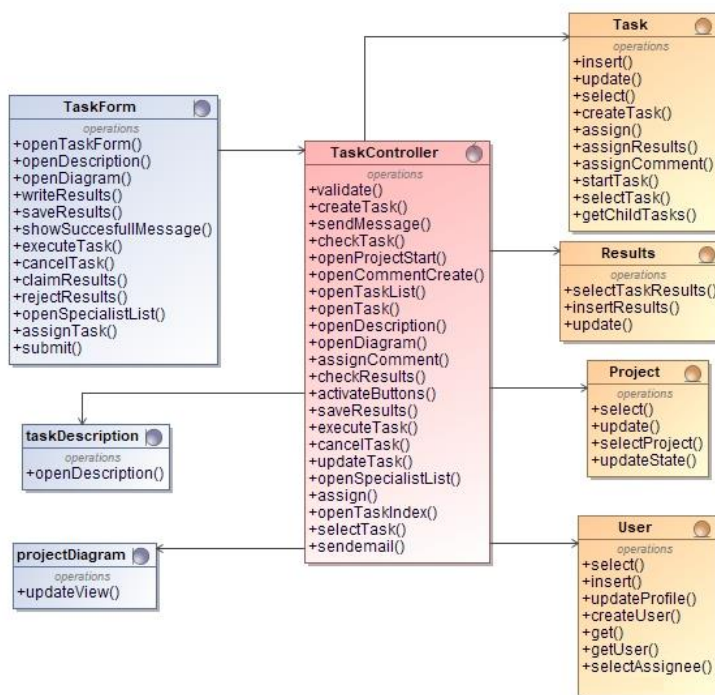 Task
operations
+insert()
+update()
+select()
+createTask()
+assign()
+assignResults()
+assignComment()
+startTask()
+selectTask()
+getChildTasks()
TaskForm
operations
+openTaskForm()
+openDescription()
+openDiagram()
+writeResults()
+saveResults()
+showSuccesfullMessage()
+executeTask()
+cancelTask()
+claimResults()
+rejectResults()
+openSpecialistList()
+assignTask()
+submit()
TaskController
operations
+validate()
+createTask()
+sendMessage()
+checkTask()
+openProjectStart()
+openCommentCreate()
+openTaskList()
+openTask()
+openDescription()
+openDiagram()
+assignComment()
+checkResults()
+activateButtons()
+saveResults()
+executeTask()
+cancelTask()
+updateTask()
+openSpecialistList()
+assign()
+openTaskIndex()
+selectTask()
+sendemail()
Results
operations
+selectTaskResults()
+insertResults()
+update()
Project
operations
+select()
+update()
+selectProject()
+updateState()
taskDescription
operations
+openDescription()
projectDiagram
operations
+updateView()
User
operations
+select()
+insert()
+updateProfile()
+createUser()
+get()
+getUser()
+selectAssignee()